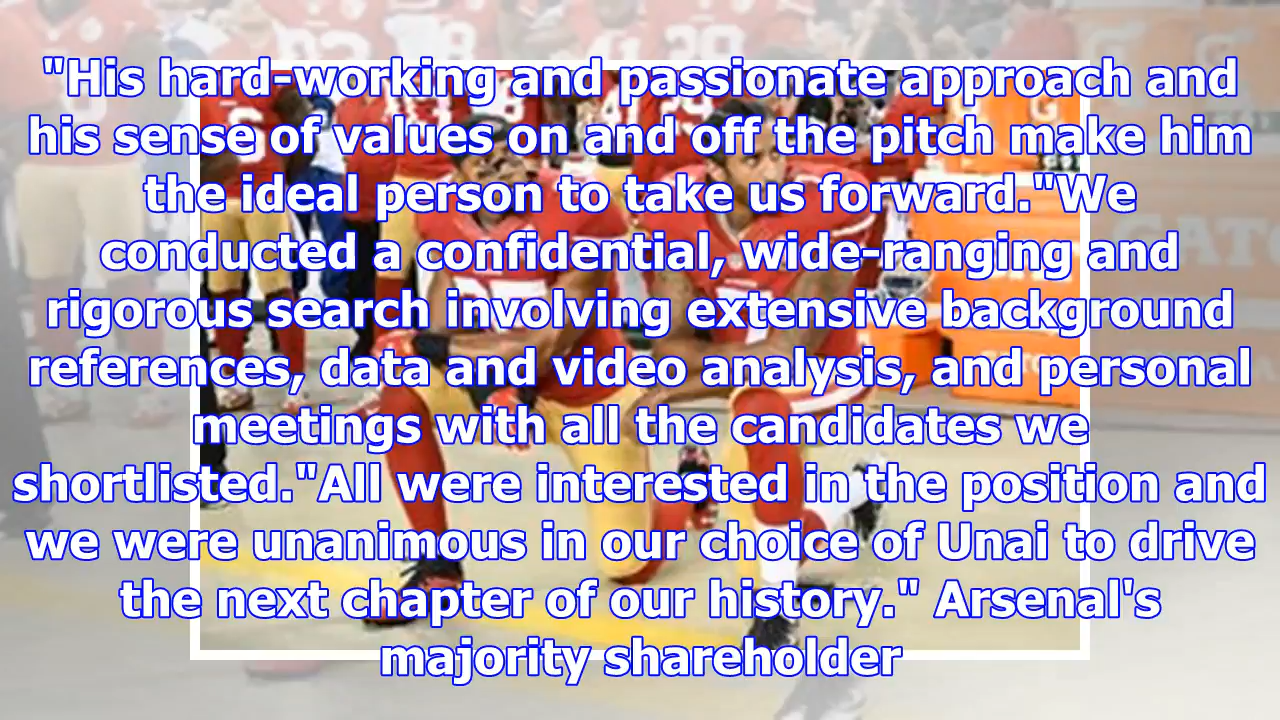 "His hard-working and passionate approach and
his sense of values on and off the pitch make him
the ideal person to take us forward."We
conducted a confidential, wide-ranging and
rigorous search involving extensive background
references, data and video analysis, and personal
meetings with all the candidates we
shortlisted."All were interested in the position and
we were unanimous in our choice of Unai to drive
the next chapter of our history." Arsenal's
majority shareholder